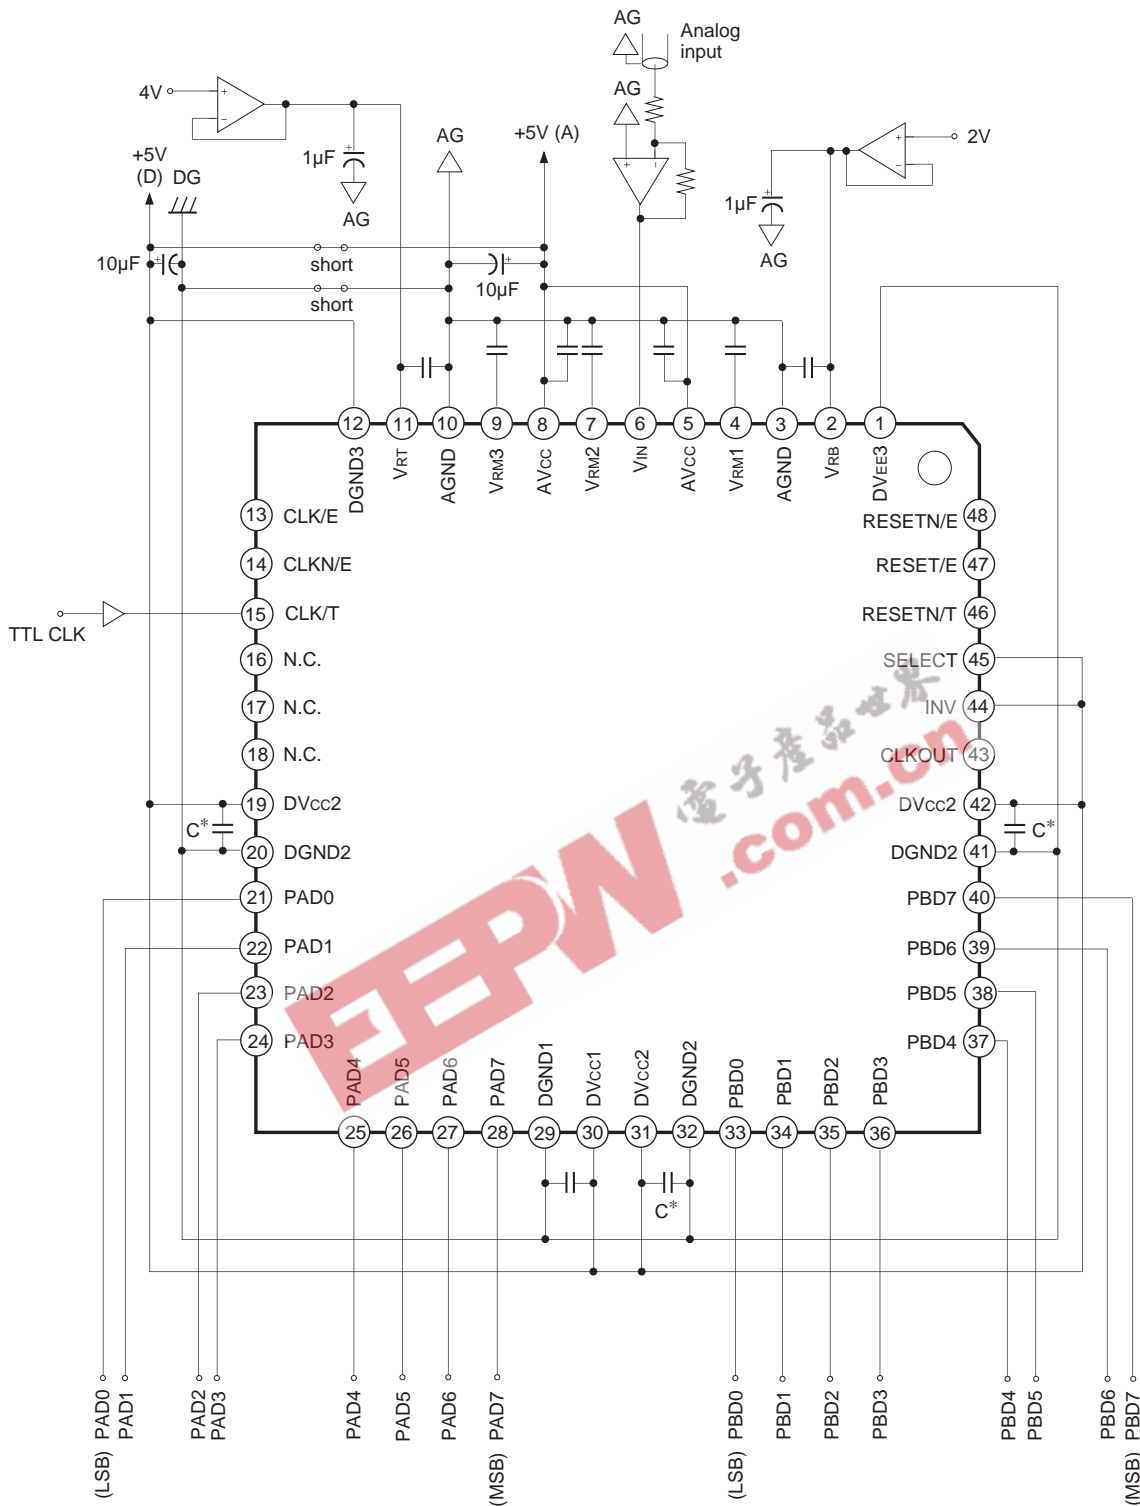 AG
Analog
input
4V
AG
AG
+5V (A)
2V
+5V
(D)
DG
1µF
AG
1µF
AG
10µF
short
10µF
short
12
11
10
9
8
7
6
5
4
3
2
1
DGND3
VRT
AGND
VRM3
AVCC
VRM2
VIN
AVCC
VRM1
AGND
VRB
DVEE3
13 CLK/E
14 CLKN/E
15 CLK/T
TTL CLK
16 N.C.
17 N.C.
18 N.C.
19 DVCC2
C*
20 DGND2
21 PAD0
22 PAD1
23 PAD2
24 PAD3
RESETN/E 48
RESET/E 47
RESETN/T 46
SELECT 45
INV 44
CLKOUT 43
DVCC2 42
C*
DGND2 41
PBD7 40
PBD6 39
PBD5 38
PBD4 37
電子產品世界
EEPW.com.cn
PAD4
PAD5
PAD6
PAD7
DGND1
DVCC1
DVCC2
DGND2
PBD0
PBD1
PBD2
PBD3
25
26
27
28
29
30
31
32
33
34
35
36
C*
(LSB) PAD0
PAD1
PAD2
PAD3
PAD4
PAD5
PAD6
(MSB) PAD7
(LSB) PBD0
PBD1
PBD2
PBD3
PBD4
PBD5
PBD6
(MSB) PBD7